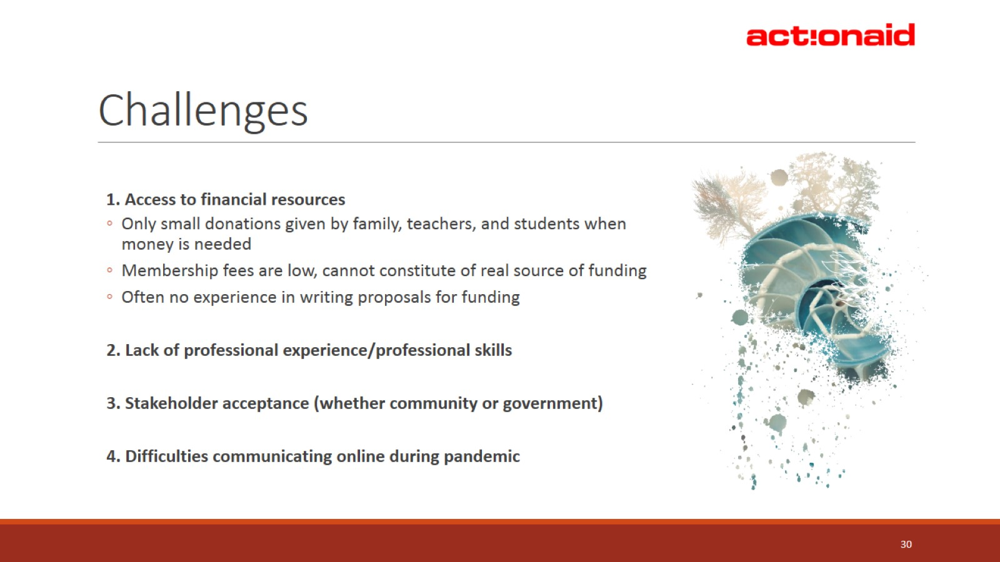 act!onaid
Challenges
1. Access to financial resources
◦ Only small donations given by family, teachers, and students when
money is needed
◦ Membership fees are low, cannot constitute of real source of funding
◦ Often no experience in writing proposals for funding
2. Lack of professional experience/professional skills
3. Stakeholder acceptance (whether community or government)
4. Difficulties communicating online during pandemic
30